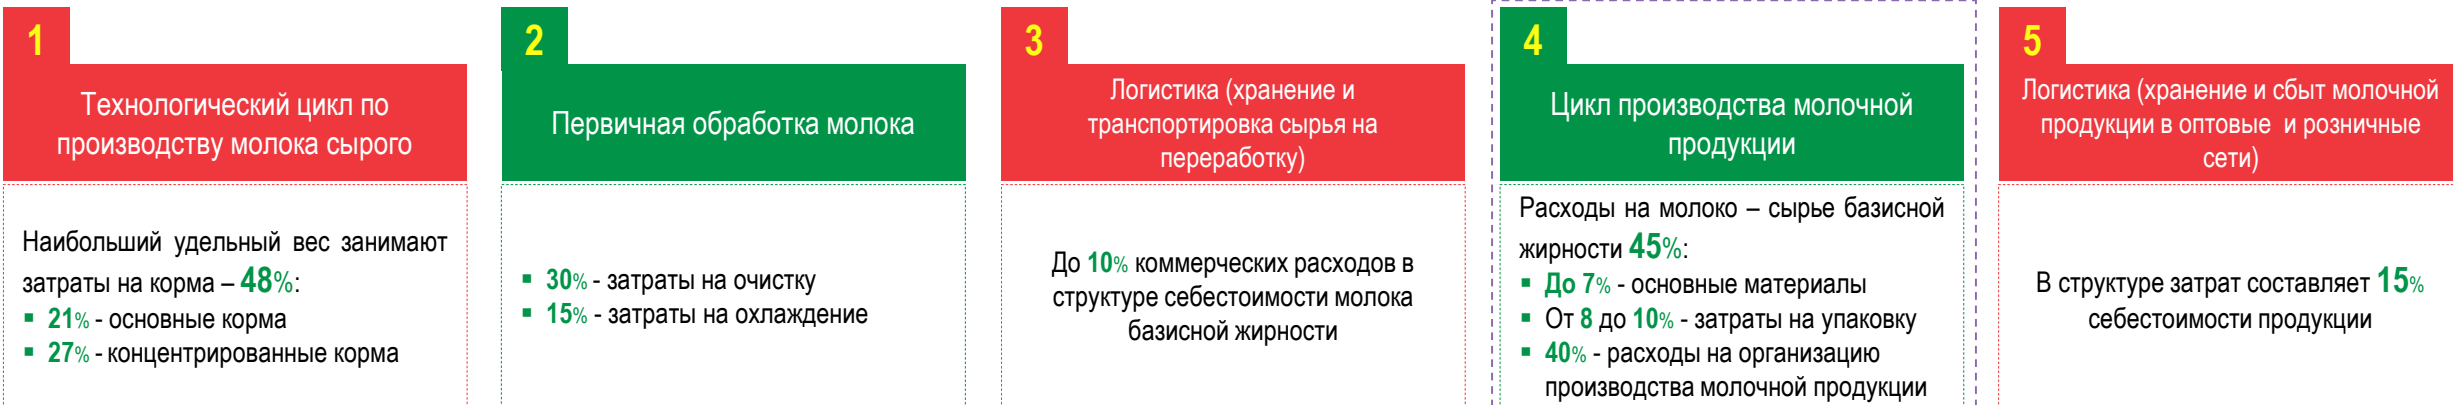 1
Технологический цикл по
производству молока сырого
Наибольший удельный вес занимают
затраты на корма – 48%:
▪ 21% - основные корма
▪ 27% - концентрированные корма
2
Первичная обработка молока
▪ 30% - затраты на очистку
▪ 15% - затраты на охлаждение
3
Логистика (хранение и
транспортировка сырья на
переработку)
До 10% коммерческих расходов в
структуре себестоимости молока
базисной жирности
4
Цикл производства молочной
продукции
Расходы на молоко – сырье базисной
жирности 45%:
▪ До 7% - основные материалы
▪ От 8 до 10% - затраты на упаковку
▪ 40% - расходы на организацию
производства молочной продукции
5
Логистика (хранение и сбыт молочной
продукции в оптовые и розничные
сети)
В структуре затрат составляет 15%
себестоимости продукции